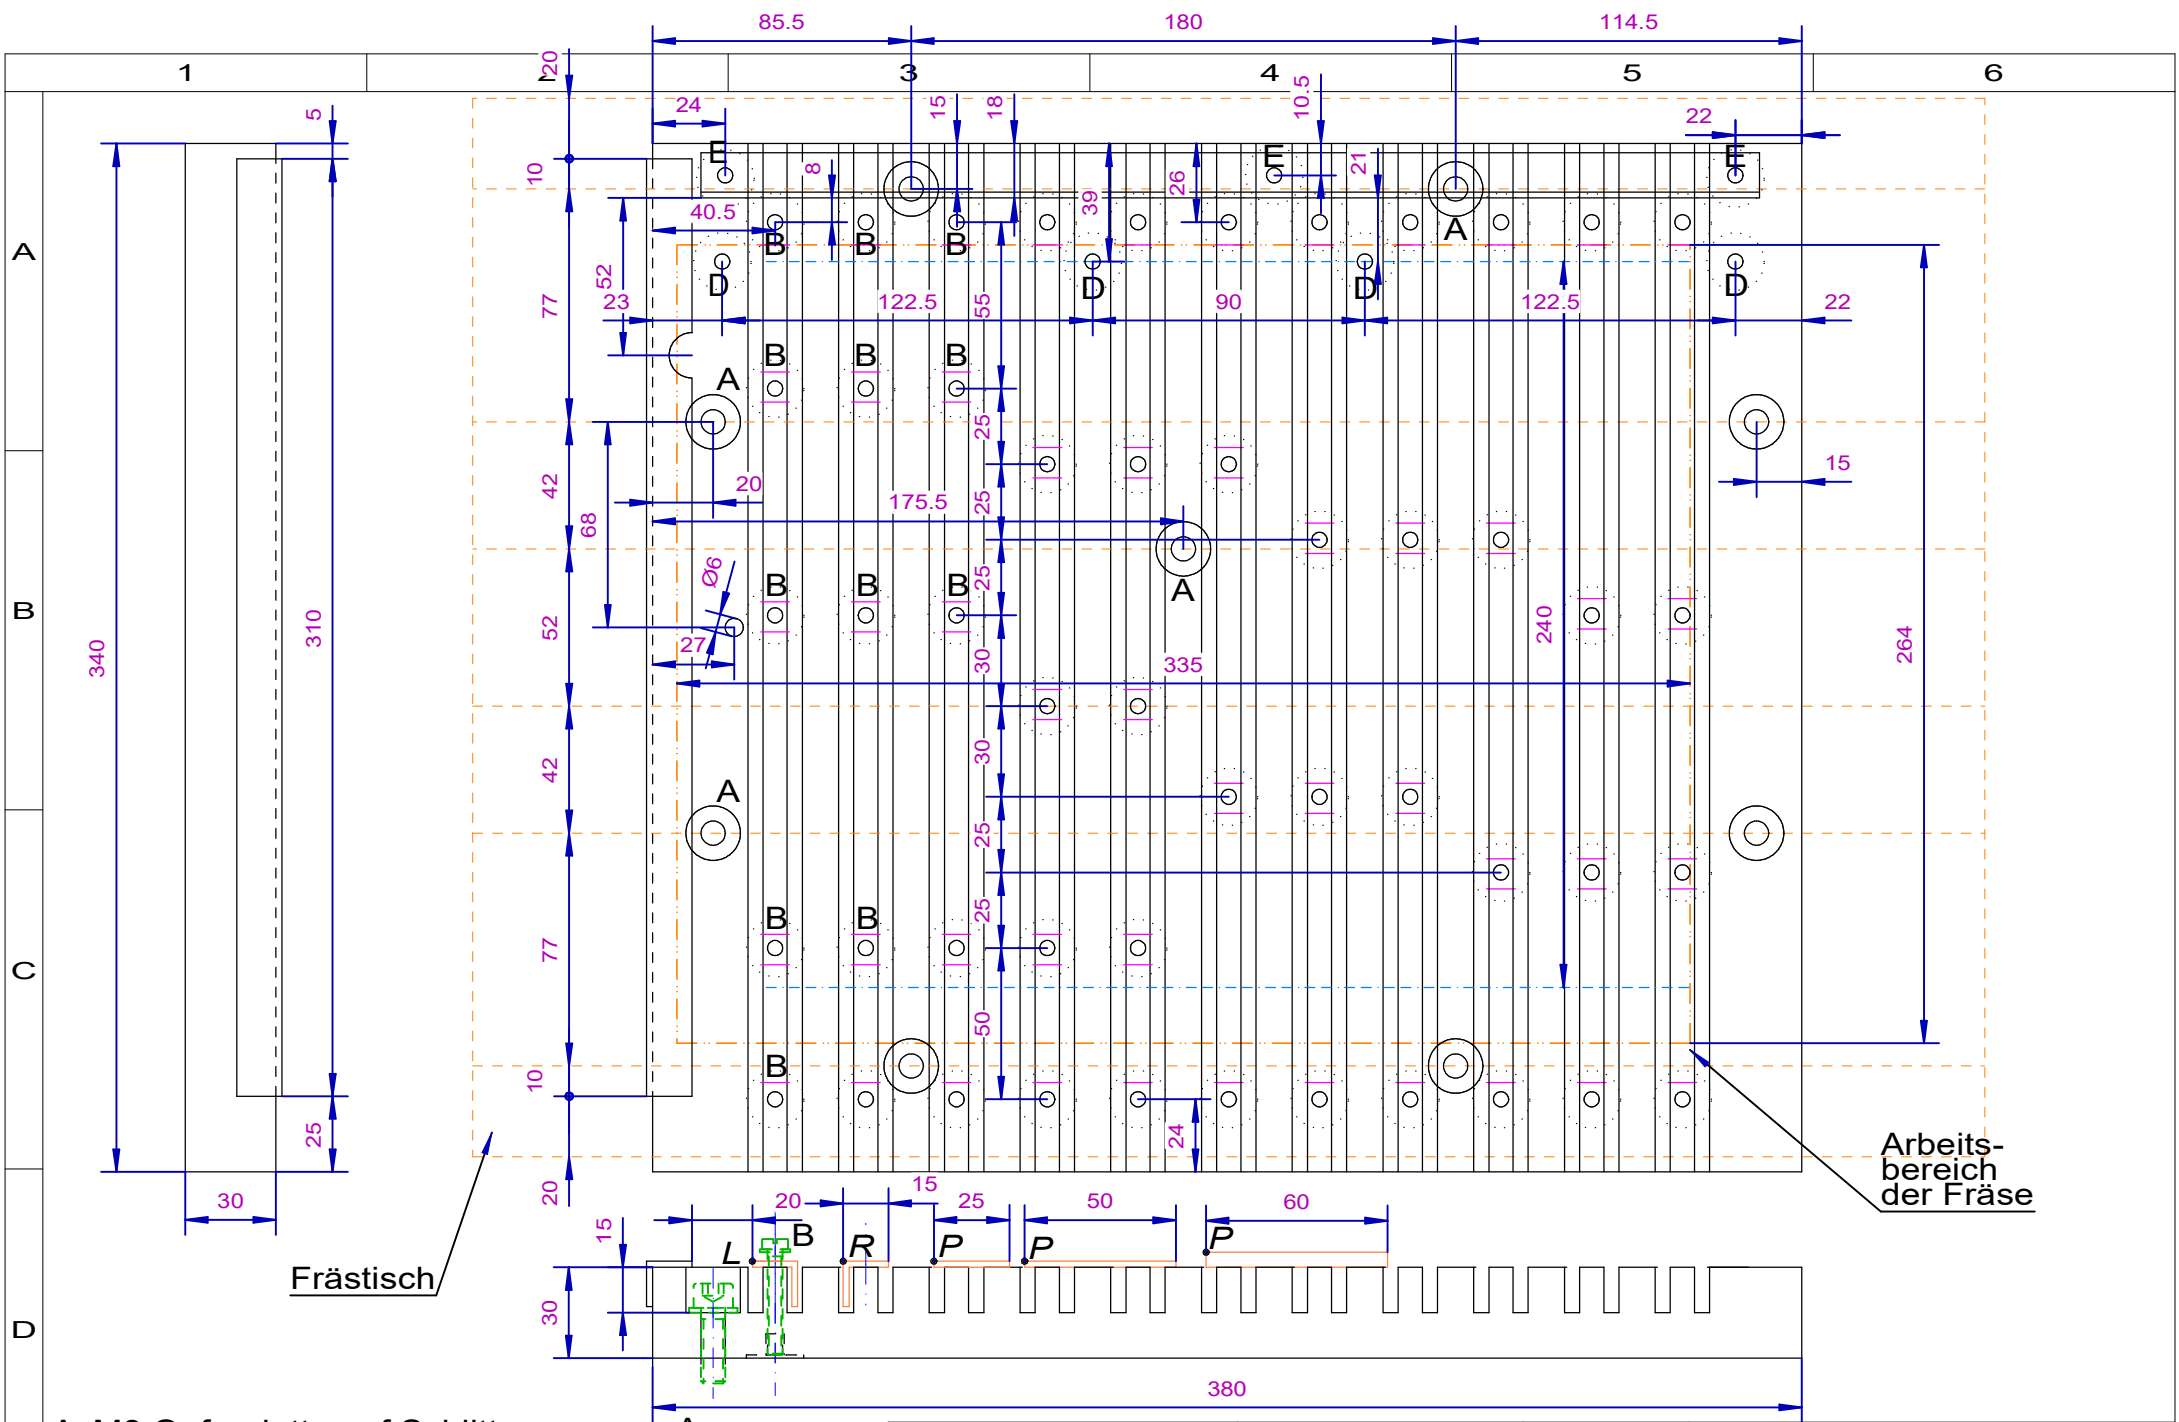 85.5 180 114.5
1 2 3 4 5 6
20 5 24 15 18 10.5 22
E E E
10 8 26 21
40.5 39
A B B B A
52 D D D D
77 23 122.5 55 90 122.5 22
B B B
A
25
42 20 175.5 25 15
68
Ø6 B B B 25 A
B 340 310 52 27 30 335 240 264
42 30
A
25
C 77 B B 25
50
10 B
25 24
20
Arbeits-
bereich
der Fräse
30 15 20 15 25 50 60
L B R P P P
Frästisch
D 30
380